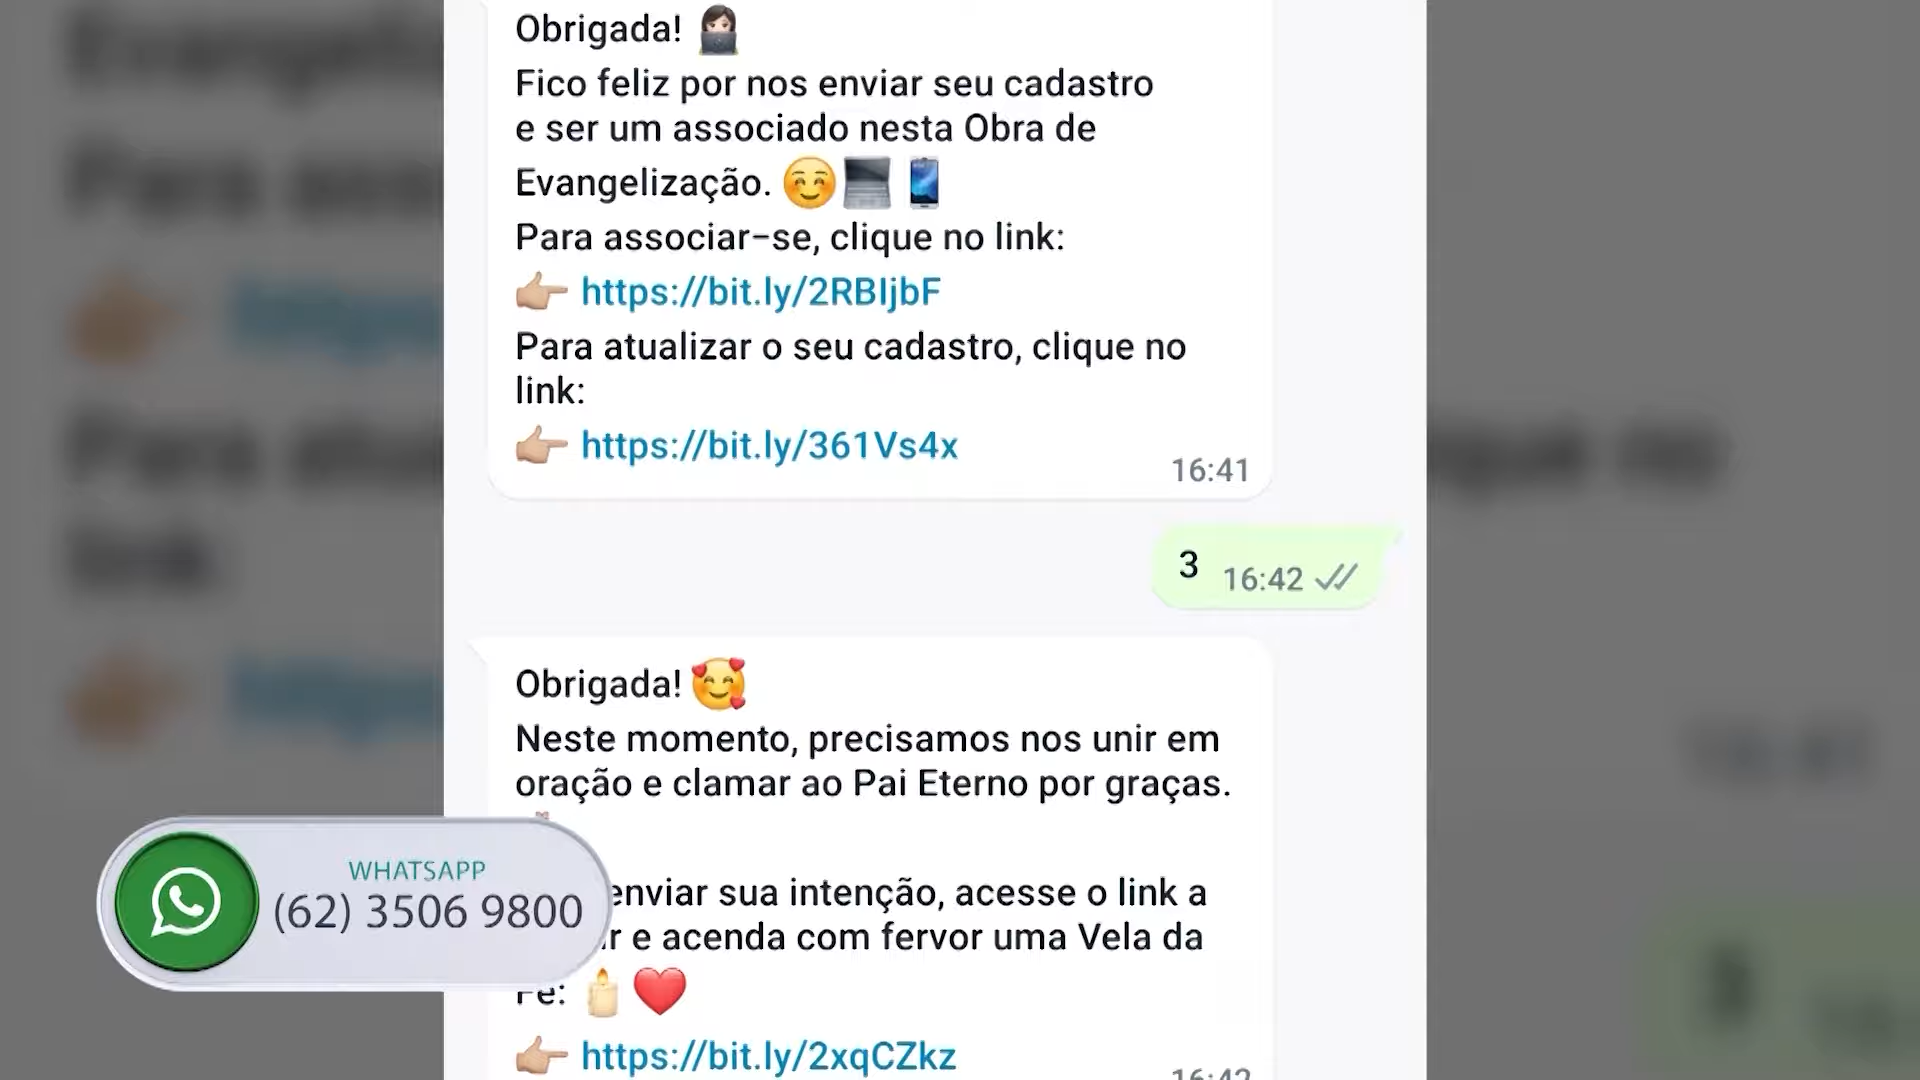 Obrigada!
Fico feliz por nos enviar seu cadastro
e ser um associado nesta Obra de
Evangelização.
Para associar-se, clique no link:
https://bit.ly/2RBIjbF
Para atualizar o seu cadastro, clique no
link:
https://bit.ly/361Vs4x
16:41
3 16:42
Obrigada!
Neste momento, precisamos nos unir em
oração e clamar ao Pai Eterno por graças.
enviar sua intenção, acesse o link a
e acenda com fervor uma Vela da
Fé:
https://bit.ly/2xqCZkz
16:42
WHATSAPP
(62) 3506 9800